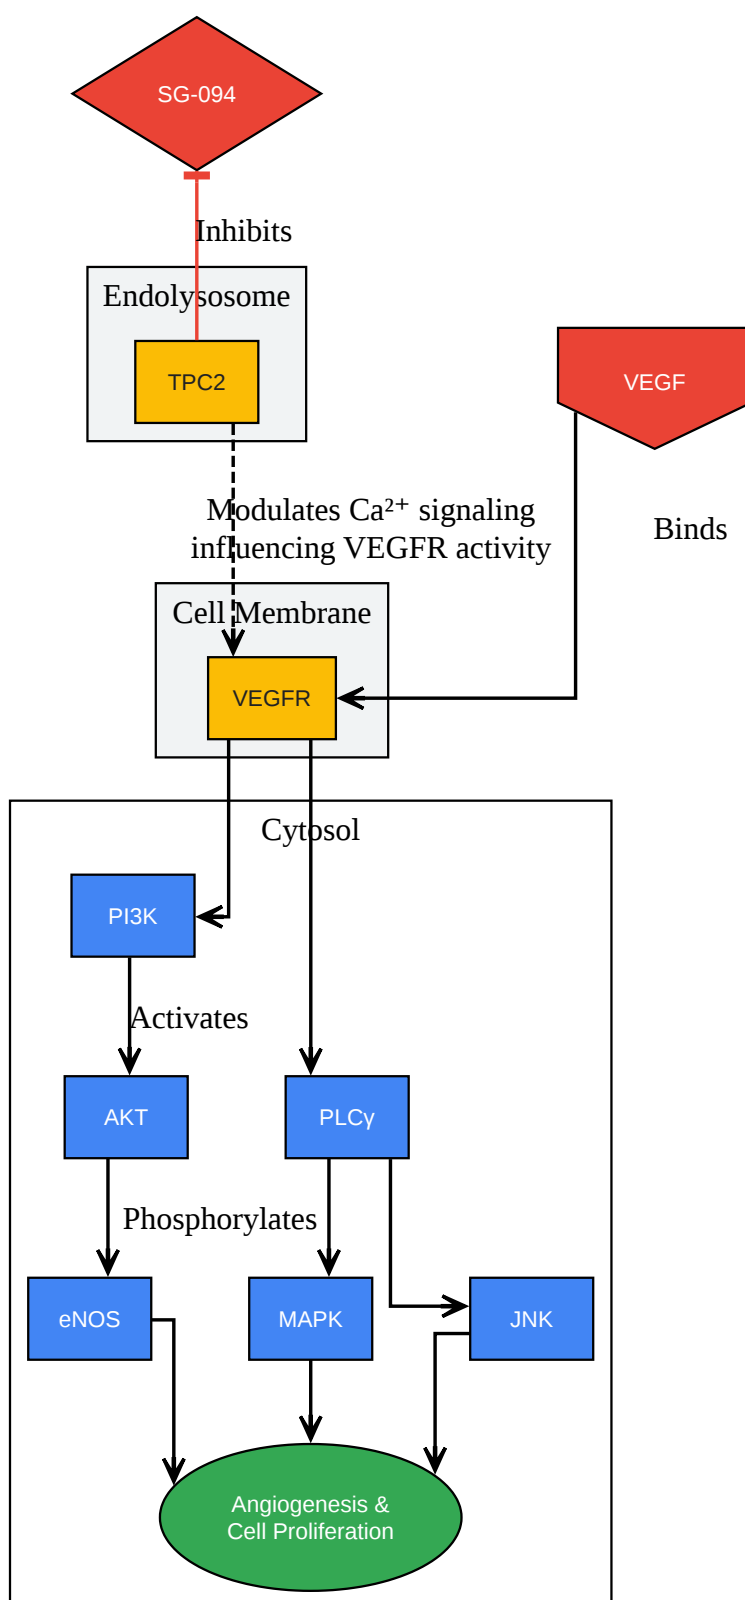 SG-094
Inhibits
Endolysosome
TPC2
VEGF
Modulates Ca²⁺ signaling
influencing VEGFR activity
Binds
Cell Membrane
VEGFR
Cytosol
PI3K
Activates
AKT
PLCγ
Phosphorylates
eNOS
MAPK
JNK
Angiogenesis &
Cell Proliferation